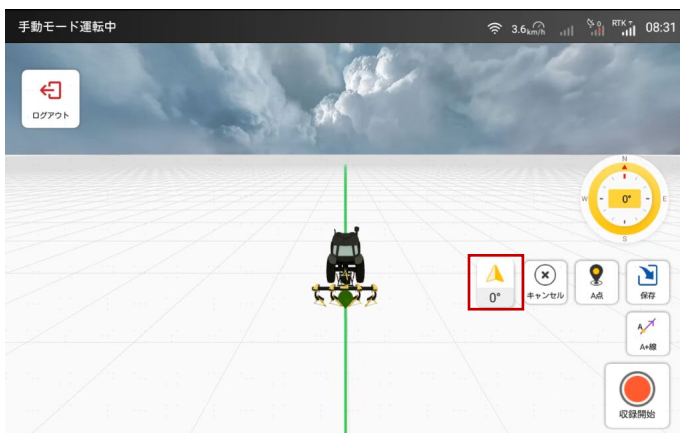 手動モード運転中
3.6km/h
0
RTK
08:31
ログアウト
N
W
0°
E
S
0°
キャンセル
A点
保存
A
A+線
収録開始